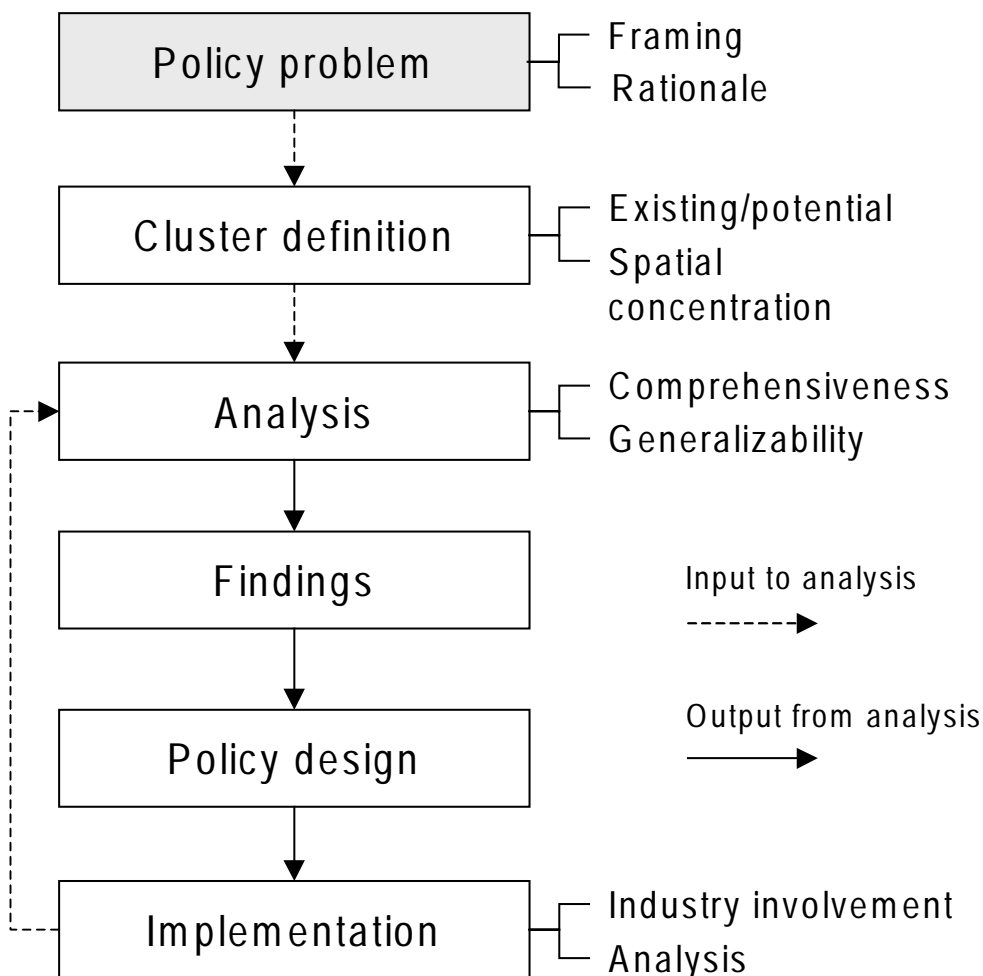 Policy problem
Framing
Rationale
Cluster definition
Existing/potential
Spatial
concentration
Analysis
Comprehensiveness
Generalizability
Findings
Input to analysis
Policy design
Output from analysis
Implementation
Industry involvement
Analysis